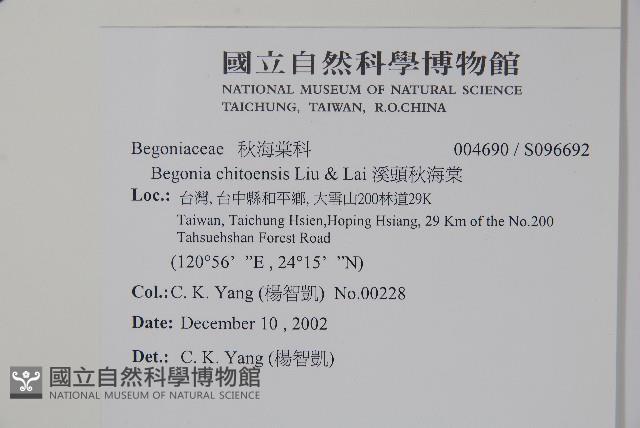 國立自然科學博物館
NATIONAL MUSEUM OF NATURAL SCIENCE
TAICHUNG, TAIWAN, R.O.CHINA
Begoniaceae 秋海棠科 004690 / S096692
Begonia chitoensis Liu & Lai 溪頭秋海棠
Loc.: 台灣, 台中縣和平鄉, 大雪山200林道29K
Taiwan, Taichung Hsien,Hoping Hsiang, 29 Km of the No.200
Tahsuehshan Forest Road
(120°56' "E , 24°15' "N)
Col.:C. K. Yang (楊智凱) No.00228
Date: December 10 , 2002
Det.: C. K. Yang (楊智凱)
國立自然科學博物館
NATIONAL MUSEUM OF NATURAL SCIENCE